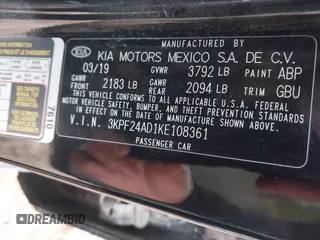 MANUFACTURED BY
KIA KIA MOTORS MEXICO S.A. DE C.V.
03/19 GVWR 3792 LB PAINT ABP
GAWR FRONT 2183 LB GAWR REAR 2094 LB TRIM GBU
THIS VEHICLE CONFORMS TO ALL APPLICABLE U.S.A. FEDERAL
MOTOR VEHICLE SAFETY, BUMPER, AND THEFT PREVENTION
STANDARDS IN EFFECT ON THE DATE OF MANUFACTURE
SHOWN ABOVE.
V.I.N. 3KPF24AD1KE108361
PASSENGER CAR
7610
© DREAMBID